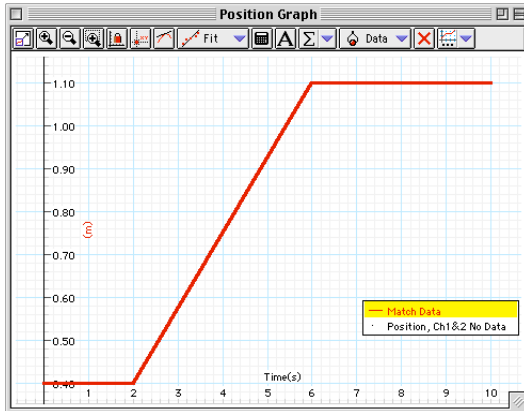 Position Graph
Fit A Σ Data
1.10
1.00
0.90
0.80
0.70
0.60
0.50
0.40
(m)
Match Data
Position, Ch1&2 No Data
Time(s)
1 2 3 4 5 6 7 8 9 10